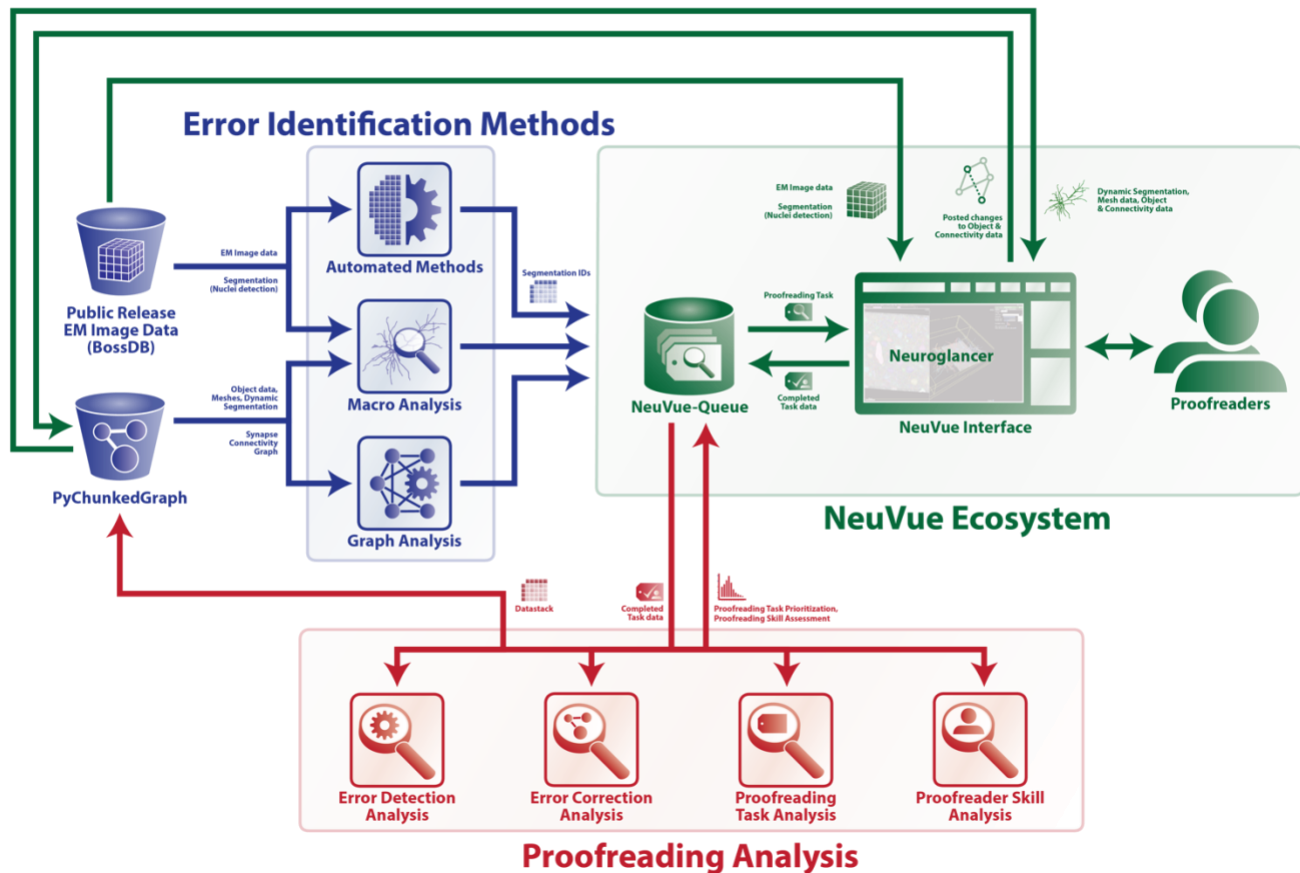 Error Identification Methods
EM Image data
Segmentation
(Nuclei detection)
Posted changes
to Object &
Connectivity data
Dynamic Segmentation,
Mesh data, Object
& Connectivity data
Public Release
EM Image Data
(BossDB)
EM Image data
Segmentation
(Nuclei detection)
Automated Methods
Segmentation IDs
Object data,
Meshes, Dynamic
Segmentation
Synapse
Connectivity
Graph
Macro Analysis
PyChunkedGraph
Graph Analysis
NeuVue-Queue
Proofreading Task
Completed
Task data
Neuroglancer
NeuVue Interface
Proofreaders
NeuVue Ecosystem
Datastack
Completed
Task data
Proofreading Task Prioritization,
Proofreading Skill Assessment
Error Detection
Analysis
Error Correction
Analysis
Proofreading
Task Analysis
Proofreader Skill
Analysis
Proofreading Analysis